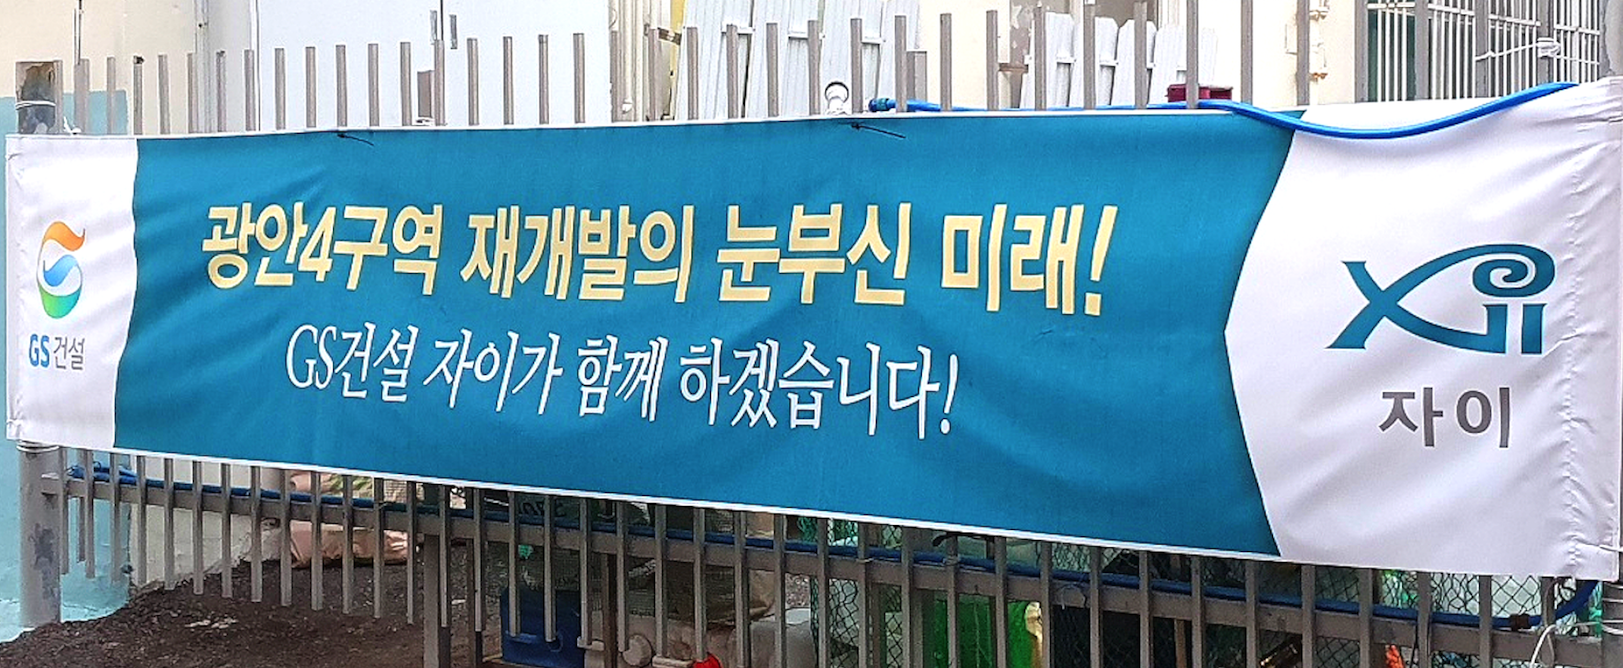 GS건설
광안4구역 재개발의 눈부신 미래!
GS건설 자이가 함께 하겠습니다!
Xii
자이